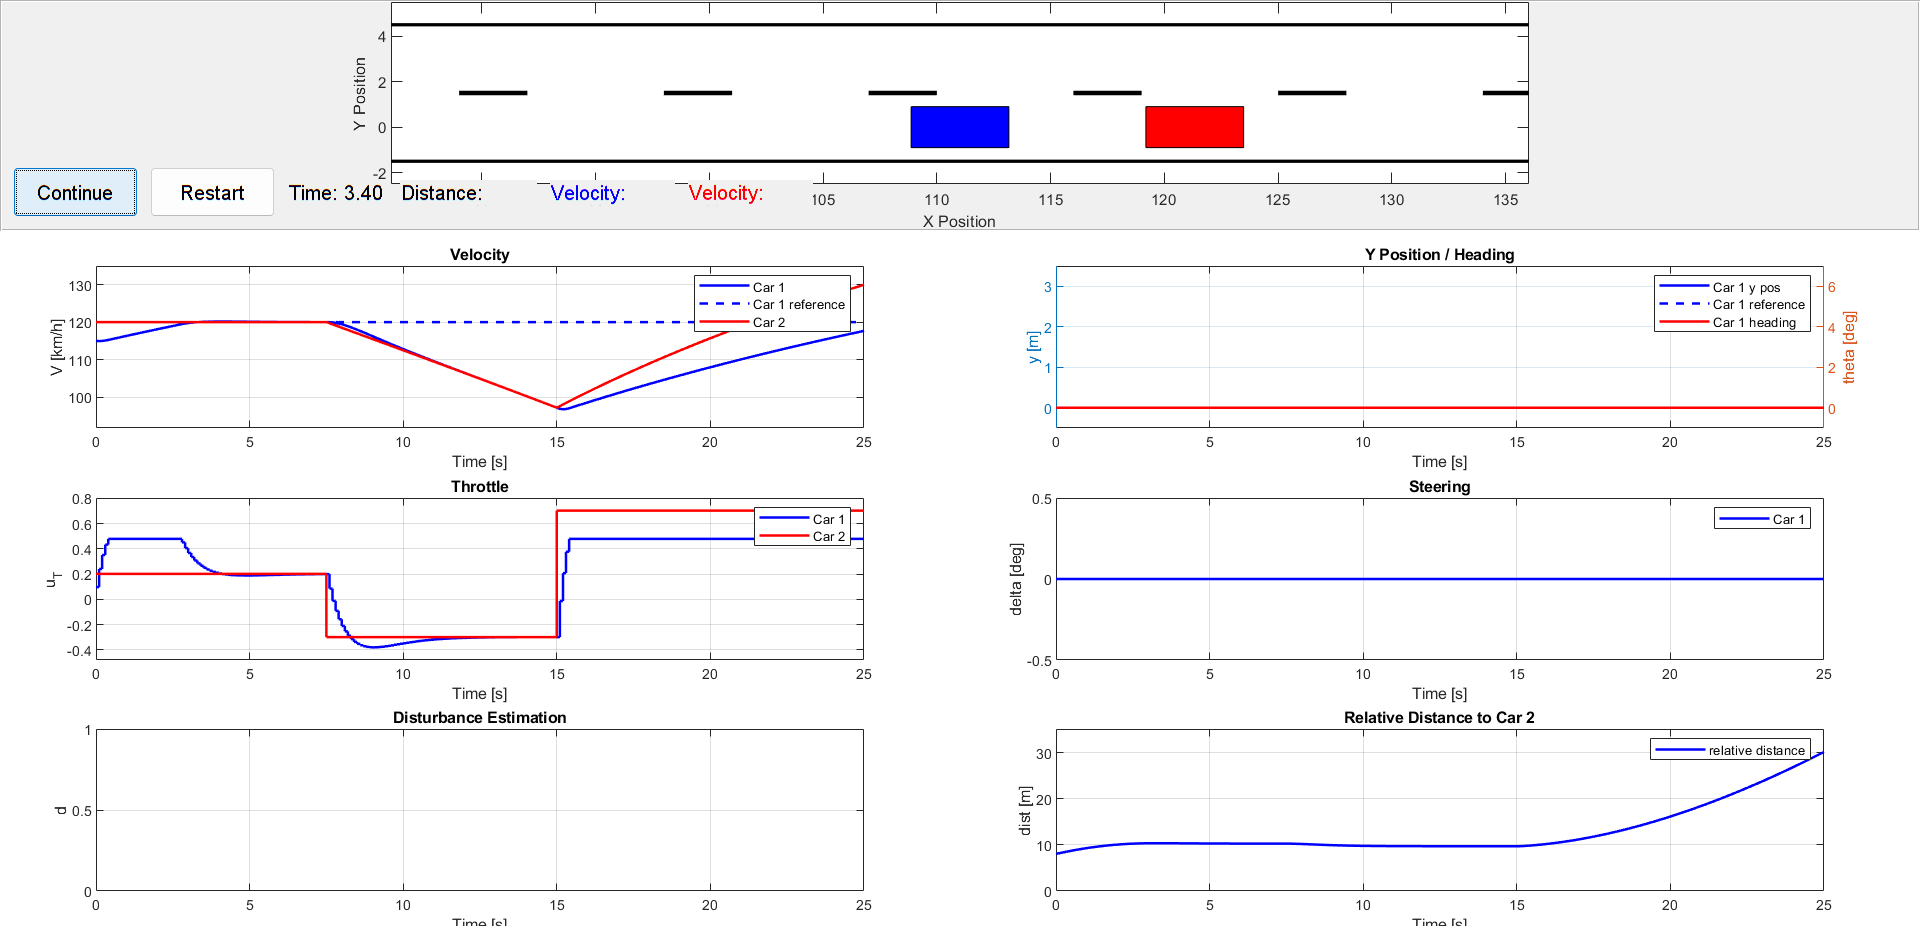 4
2
0
-2
Y Position
Continue
Restart
Time: 3.40
Distance:
Velocity:
Velocity:
105
110
115
120
125
130
135
X Position
Velocity
130
120
110
100
V [km/h]
Car 1
Car 1 reference
Car 2
0
5
10
15
20
25
Time [s]
Y Position / Heading
3
2
1
0
y [m]
6
4
2
0
theta [deg]
Car 1 y pos
Car 1 reference
Car 1 heading
0
5
10
15
20
25
Time [s]
Throttle
0.8
0.6
0.4
0.2
0
-0.2
-0.4
u_T
Car 1
Car 2
0
5
10
15
20
25
Time [s]
Steering
0.5
0
-0.5
delta [deg]
Car 1
0
5
10
15
20
25
Time [s]
Disturbance Estimation
1
0.5
0
d
0
5
10
15
20
25
Time [s]
Relative Distance to Car 2
30
20
10
0
dist [m]
relative distance
0
5
10
15
20
25
Time [s]